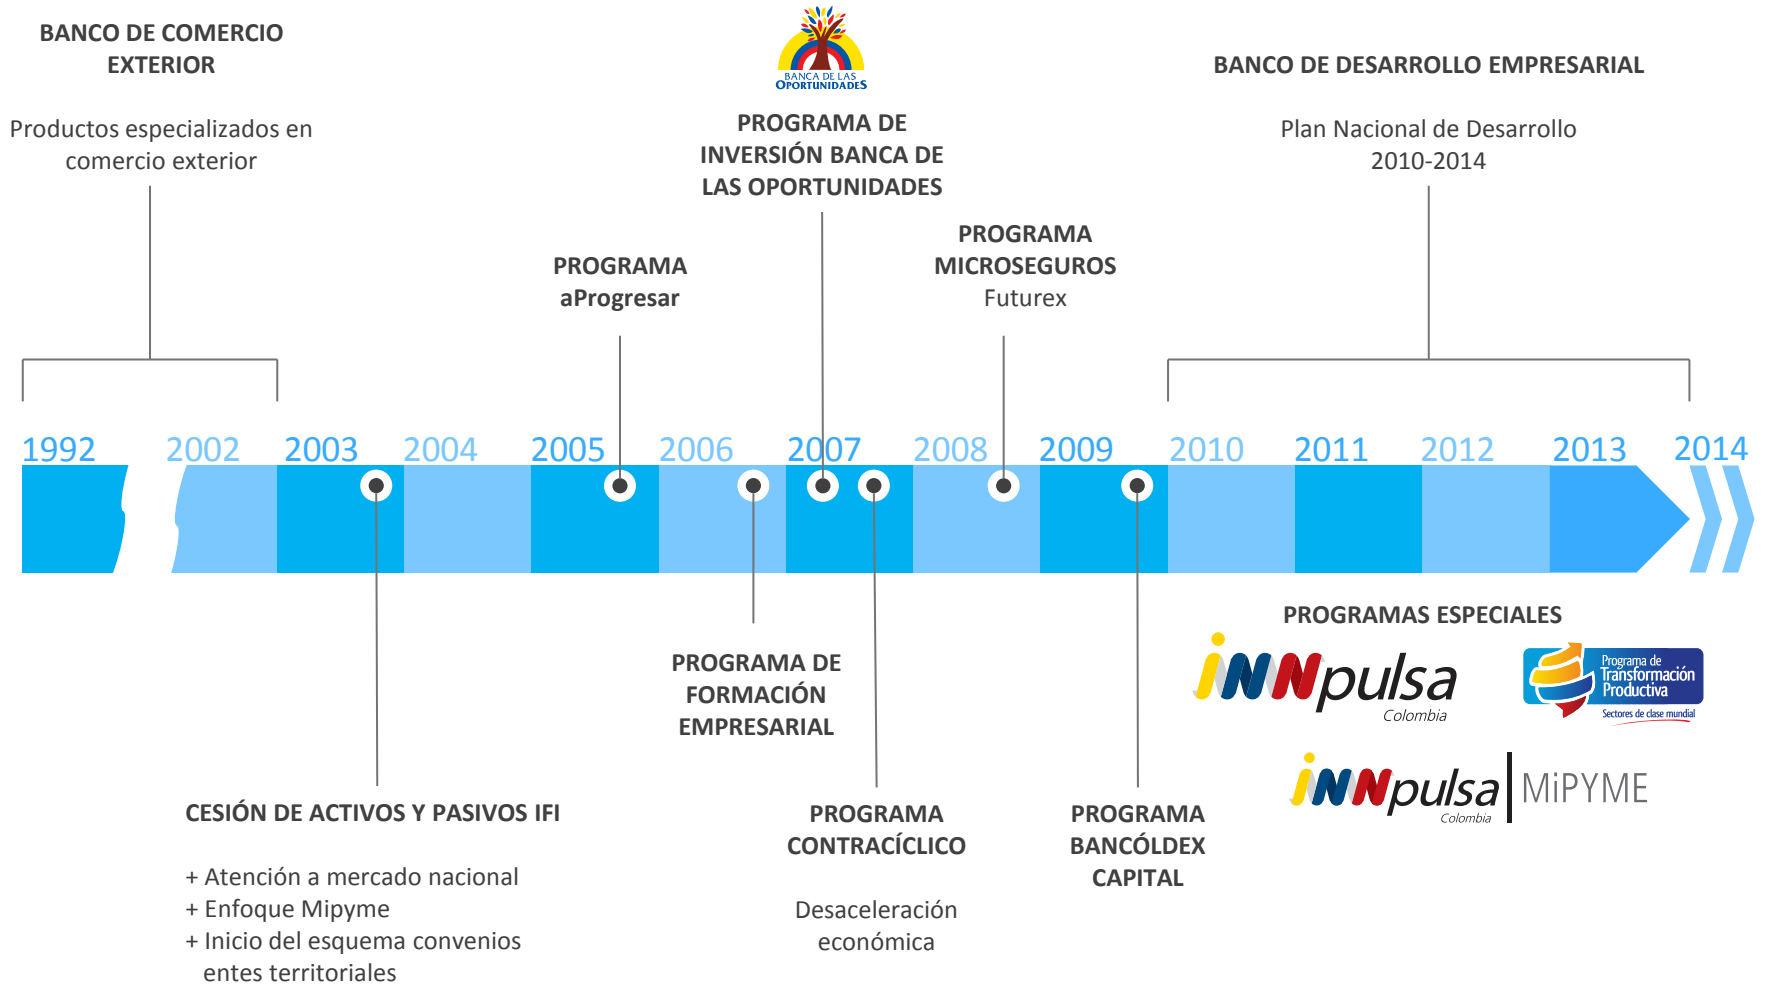 BANCO DE COMERCIO
EXTERIOR
Productos especializados en
comercio exterior
BANCA DE LAS
OPORTUNIDADES
PROGRAMA DE
INVERSIÓN BANCA DE
LAS OPORTUNIDADES
BANCO DE DESARROLLO EMPRESARIAL
Plan Nacional de Desarrollo
2010-2014
PROGRAMA
aProgresar
PROGRAMA
MICROSEGUROS
Futurex
1992 2002 2003 2004 2005 2006 2007 2008 2009 2010 2011 2012 2013 2014
CESIÓN DE ACTIVOS Y PASIVOS IFI
+ Atención a mercado nacional
+ Enfoque Mipyme
+ Inicio del esquema convenios
entes territoriales
PROGRAMA DE
FORMACIÓN
EMPRESARIAL
PROGRAMA
CONTRACÍCLICO
Desaceleración
económica
PROGRAMA
BANCÓLDEX
CAPITAL
PROGRAMAS ESPECIALES
iNNpulsa
Colombia
Programa de
Transformación
Productiva
Sectores de clase mundial
iNNpulsa MiPYME
Colombia